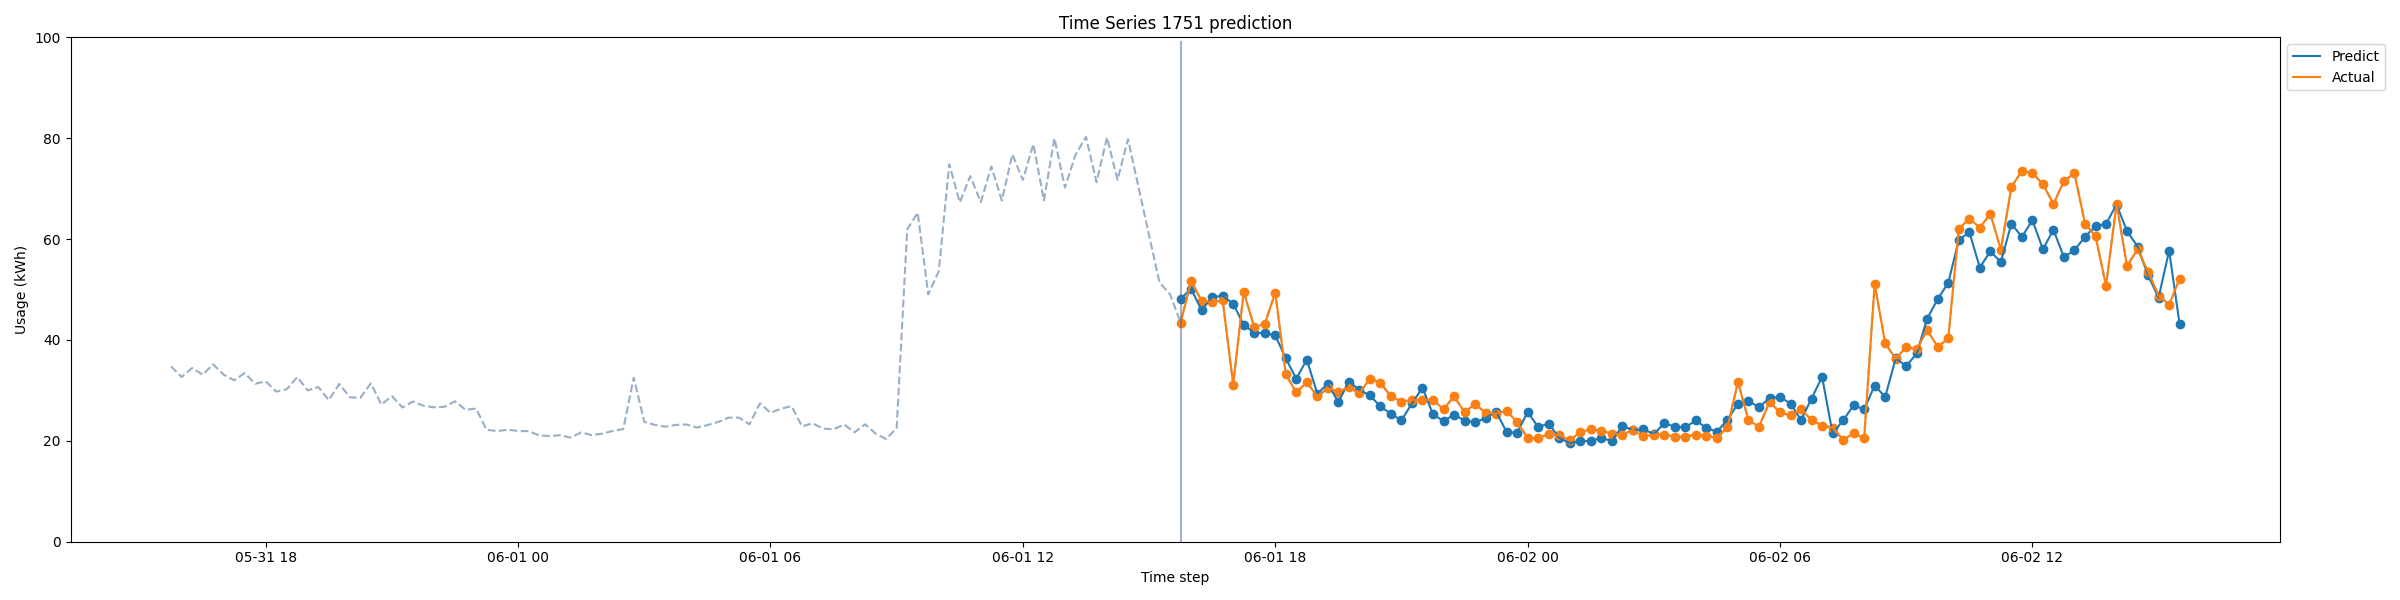 Time Series 1751 prediction
100
80
60
40
20
0
Usage (kWh)
05-31 18
06-01 00
06-01 06
06-01 12
06-01 18
06-02 00
06-02 06
06-02 12
Time step
Predict
Actual